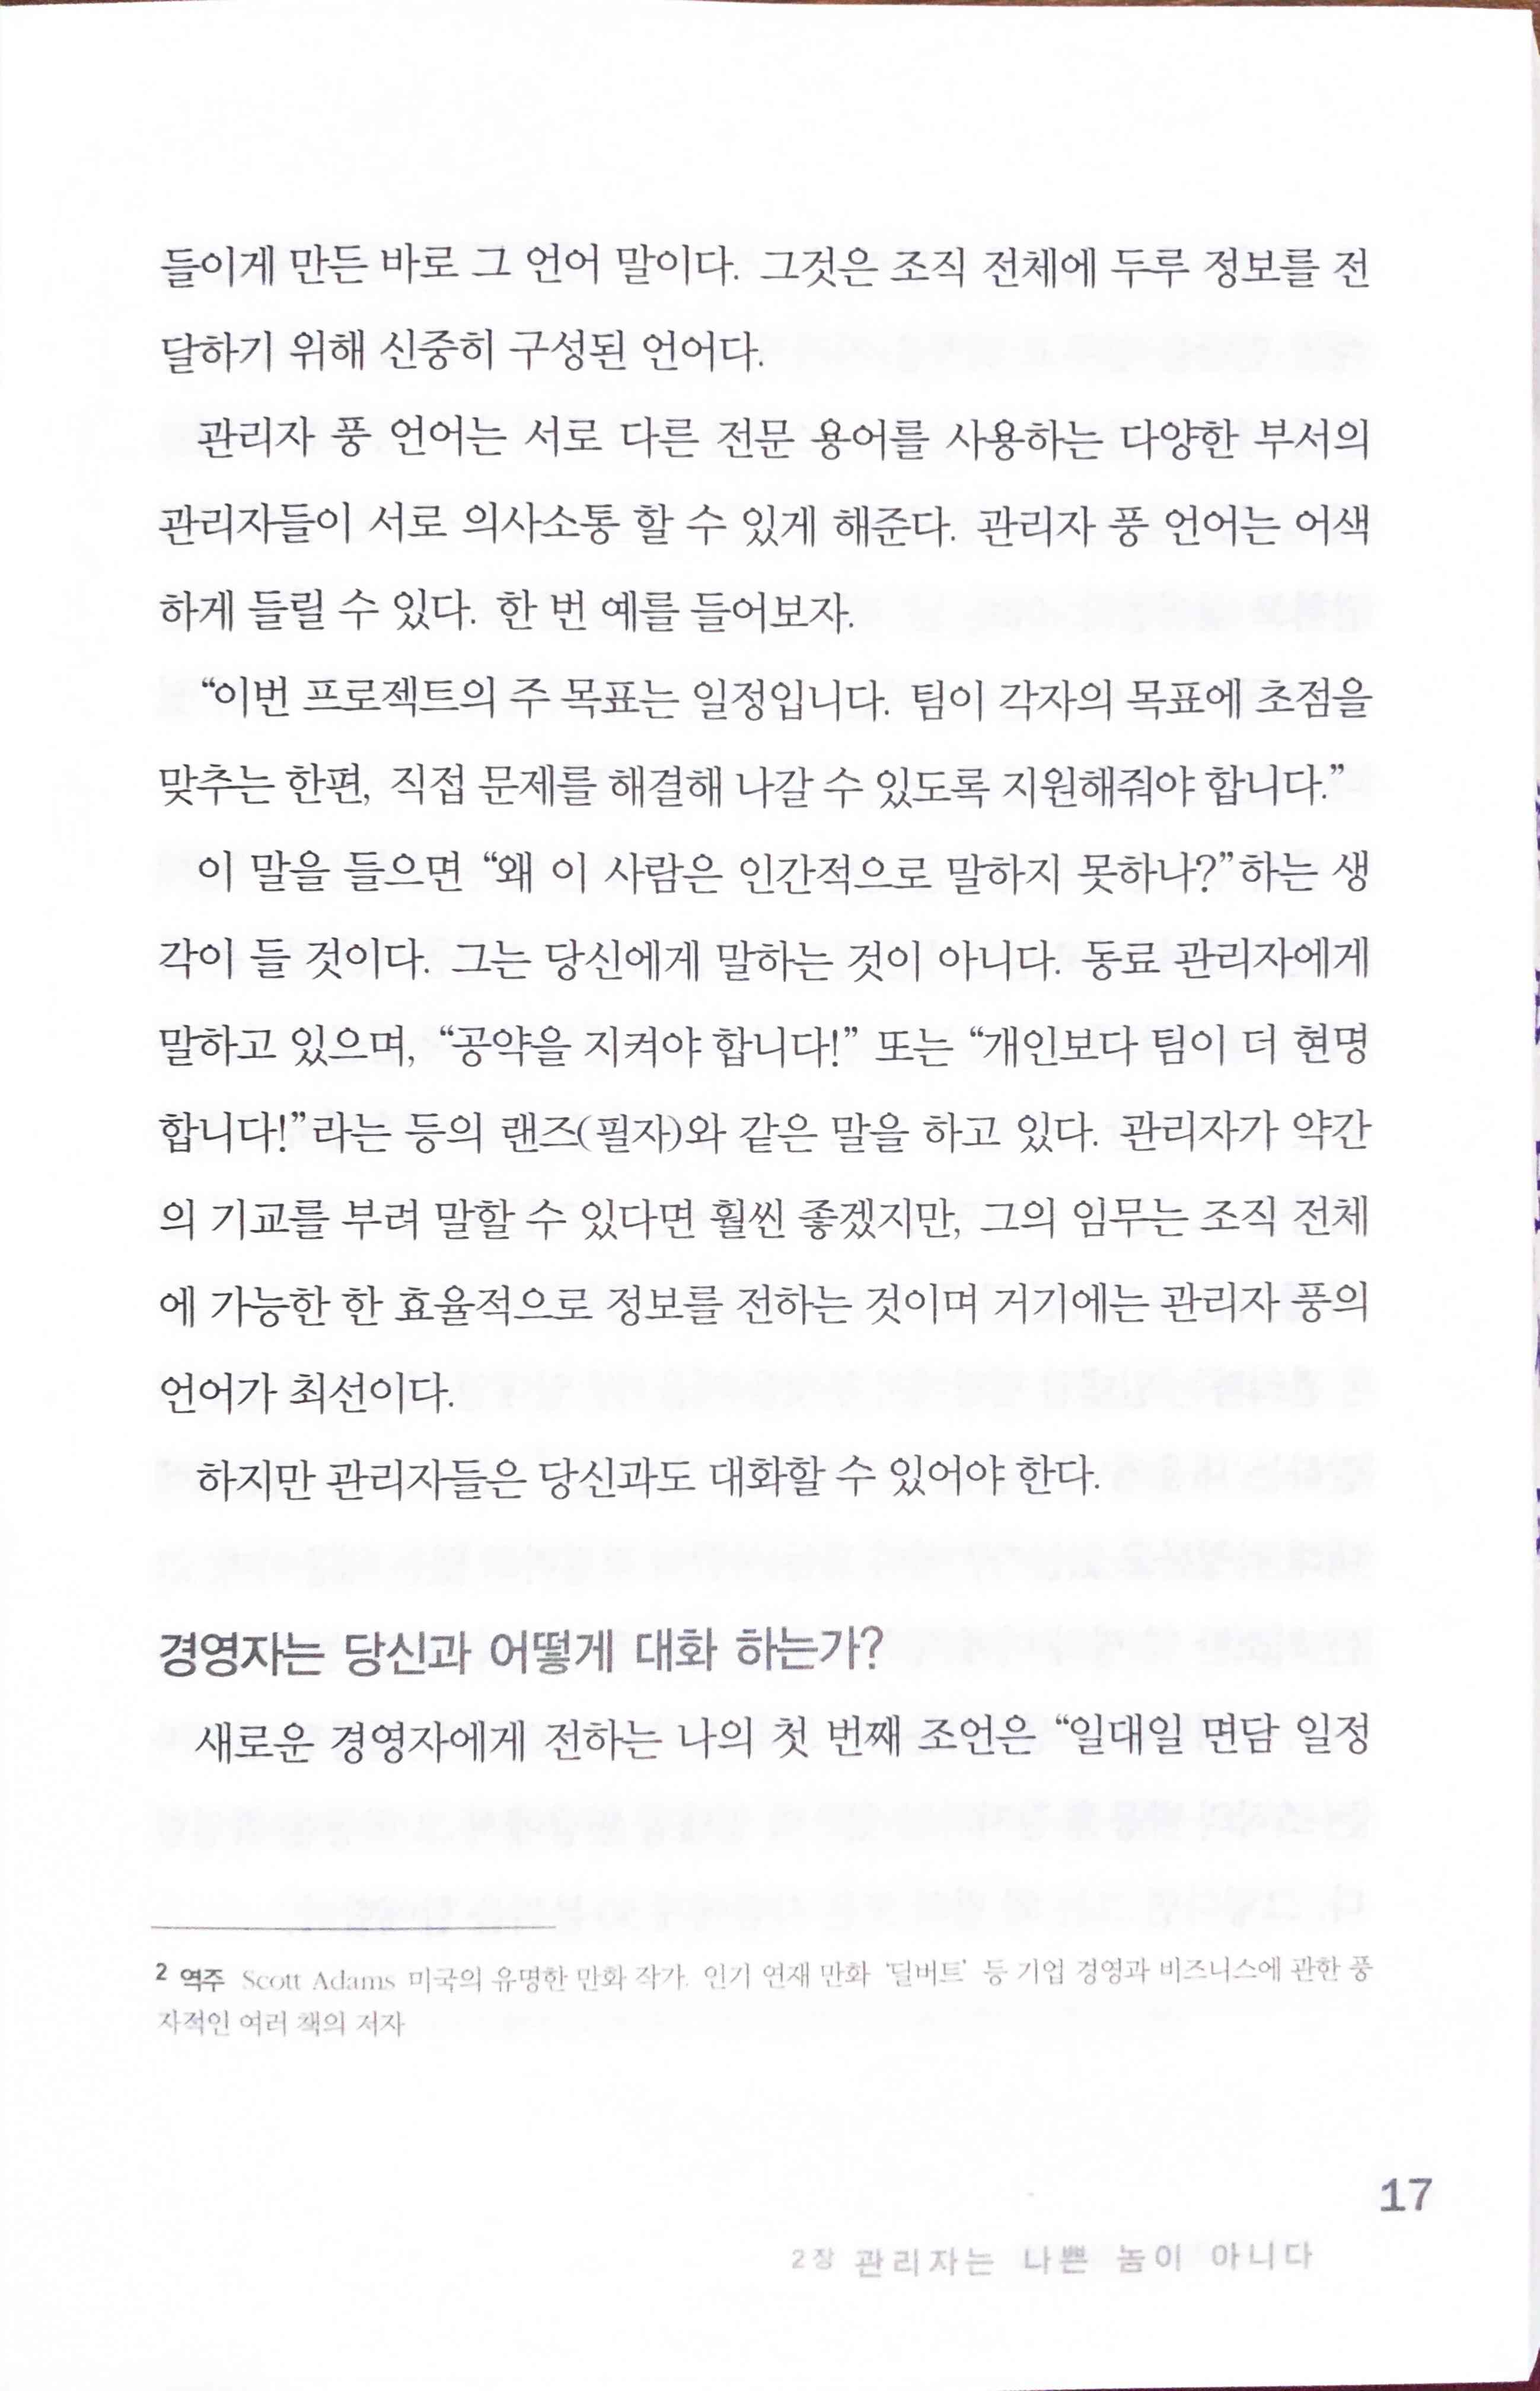 들이게 만든 바로 그 언어 말이다. 그것은 조직 전체에 두루 정보를 전
달하기 위해 신중히 구성된 언어다.
관리자 풍 언어는 서로 다른 전문 용어를 사용하는 다양한 부서의
관리자들이 서로 의사소통 할 수 있게 해준다. 관리자 풍 언어는 어색
하게 들릴 수 있다. 한 번 예를 들어보자.
“이번 프로젝트의 주 목표는 일정입니다. 팀이 각자의 목표에 초점을
맞추는 한편, 직접 문제를 해결해 나갈 수 있도록 지원해줘야 합니다.”
이 말을 들으면 “왜 이 사람은 인간적으로 말하지 못하나?”하는 생
각이 들 것이다. 그는 당신에게 말하는 것이 아니다. 동료 관리자에게
말하고 있으며, “공약을 지켜야 합니다!” 또는 “개인보다 팀이 더 현명
합니다!”라는 등의 랜즈(필자)와 같은 말을 하고 있다. 관리자가 약간
의 기교를 부려 말할 수 있다면 훨씬 좋겠지만, 그의 임무는 조직 전체
에 가능한 한 효율적으로 정보를 전하는 것이며 거기에는 관리자 풍의
언어가 최선이다.
하지만 관리자들은 당신과도 대화할 수 있어야 한다.
경영자는 당신과 어떻게 대화 하는가?
새로운 경영자에게 전하는 나의 첫 번째 조언은 “일대일 면담 일정
2 역주 Scott Adams 미국의 유명한 만화 작가. 인기 연재 만화 ‘딜버트’ 등 기업 경영과 비즈니스에 관한 풍
자적인 여러 책의 저자
17
2장 관리자는 나쁜 놈이 아니다